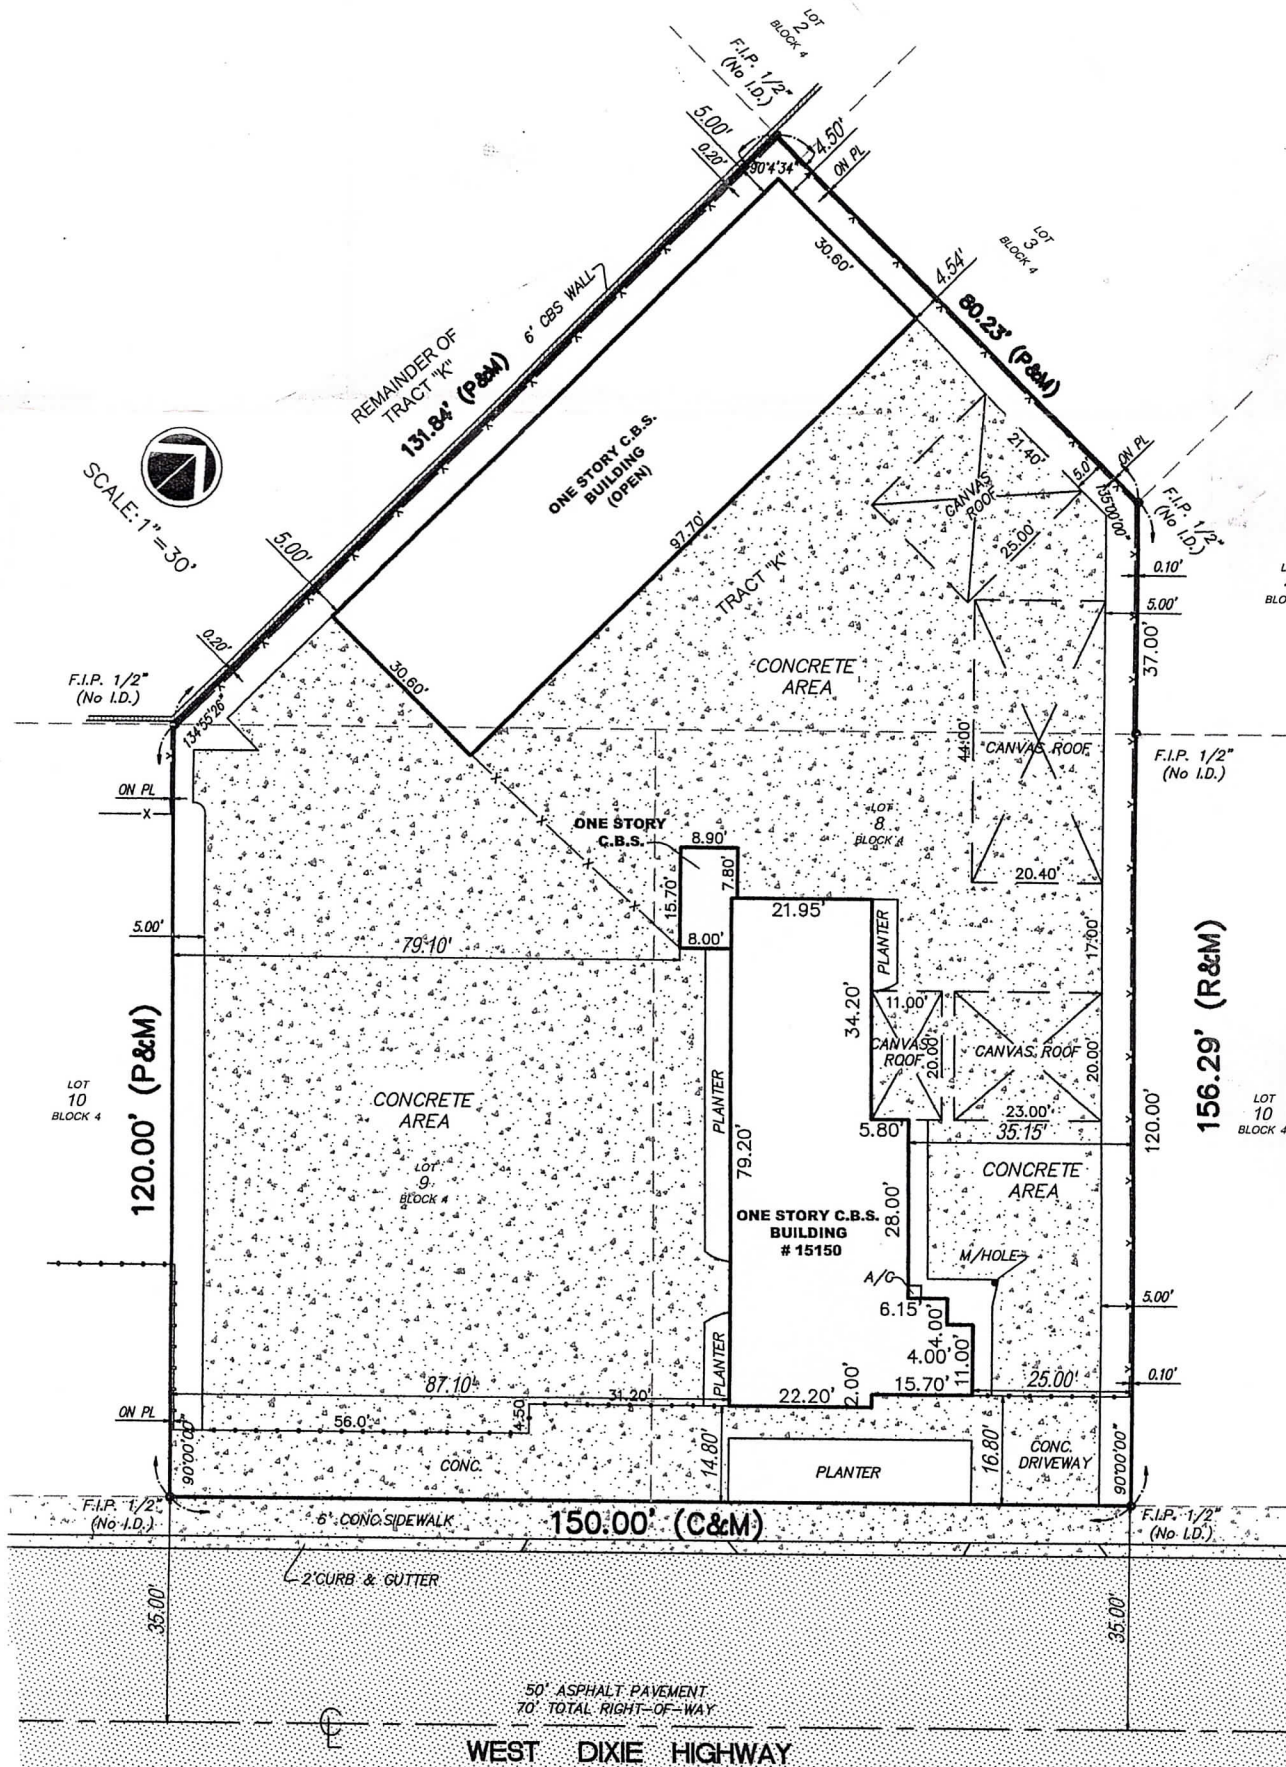 LOT
2
BLOCK 4
F.I.P. 1/2"
(No I.D.)
5.00'
0.20'
90°4'34"
4.50'
ON PL
30.60'
LOT
3
BLOCK 4
4.54'
80.23' (P&M)
6' CBS WALL
REMAINDER OF
TRACT "K"
131.84' (P&M)
SCALE: 1"=30'
ONE STORY C.B.S.
BUILDING
(OPEN)
97.70'
TRACT "K"
21.40'
5.0'
ON PL
135°00'00"
CANVAS
ROOF
25.00'
F.I.P. 1/2"
(No I.D.)
0.10'
5.00'
37.00'
L
BLO
5.00'
0.20'
30.60'
F.I.P. 1/2"
(No I.D.)
134°55'26"
CONCRETE
AREA
44.00'
CANVAS ROOF
20.40'
F.I.P. 1/2"
(No I.D.)
ON PL
ONE STORY
C.B.S.
8.90'
15.70'
7.80'
8.00'
LOT
8
BLOCK 4
21.95'
PLANTER
17.00'
5.00'
79.10'
34.20'
11.00'
CANVAS
ROOF
20.00'
CANVAS ROOF
20.00'
23.00'
156.29' (R&M)
120.00' (P&M)
LOT
10
BLOCK 4
CONCRETE
AREA
LOT
9
BLOCK 4
PLANTER
79.20'
5.80'
35.15'
120.00'
LOT
10
BLOCK 4
CONCRETE
AREA
28.00'
ONE STORY C.B.S.
BUILDING
# 15150
M/HOLE
A/C
6.15'
4.00'
4.00'
11.00'
5.00'
PLANTER
87.10'
31.20'
22.20'
2.00'
15.70'
25.00'
0.10'
ON PL
56.0'
4.50
90°00'00"
CONC.
14.80'
PLANTER
16.80'
CONC.
DRIVEWAY
90°00'00"
F.I.P. 1/2"
(No I.D.)
6' CONC.SIDEWALK
150.00' (C&M)
F.I.P. 1/2"
(No I.D.)
2'CURB & GUTTER
35.00'
35.00'
50' ASPHALT PAVEMENT
70' TOTAL RIGHT-OF-WAY
CL
WEST DIXIE HIGHWAY